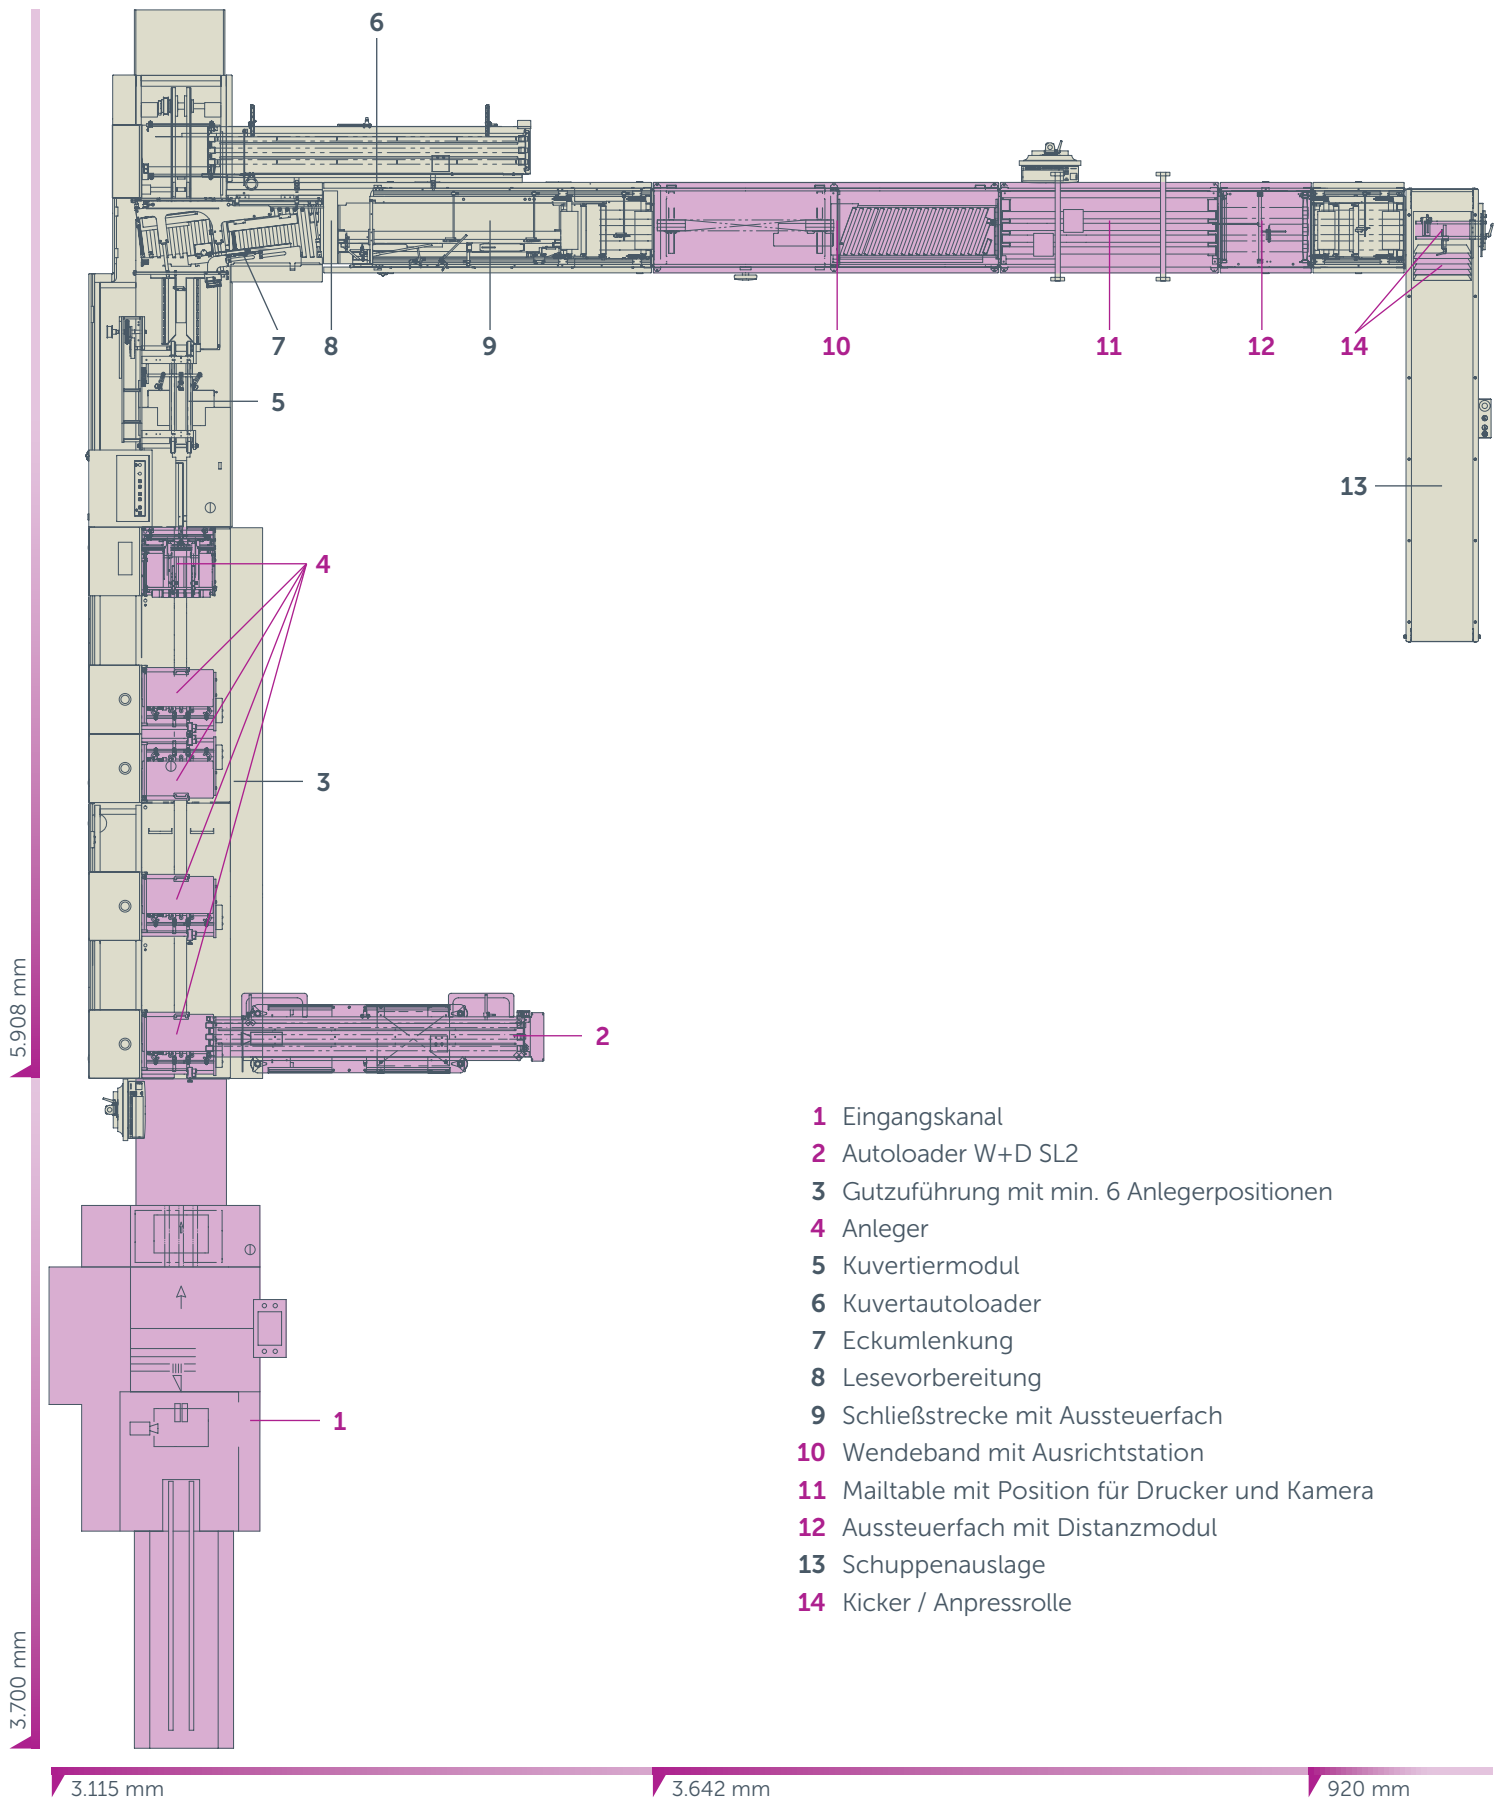 6
7
8
9
10
11
12
14
5
13
4
3
2
5.908 mm
1 Eingangskanal
2 Autoloader W+D SL2
3 Gutzuführung mit min. 6 Anlegerpositionen
4 Anleger
5 Kuvertiermodul
6 Kuvertautoloader
7 Eckumlenkung
8 Lesevorbereitung
9 Schließstrecke mit Aussteuerfach
10 Wendeband mit Ausrichtstation
11 Mailtable mit Position für Drucker und Kamera
12 Aussteuerfach mit Distanzmodul
13 Schuppenauslage
14 Kicker / Anpressrolle
1
3.700 mm
3.115 mm
3.642 mm
920 mm